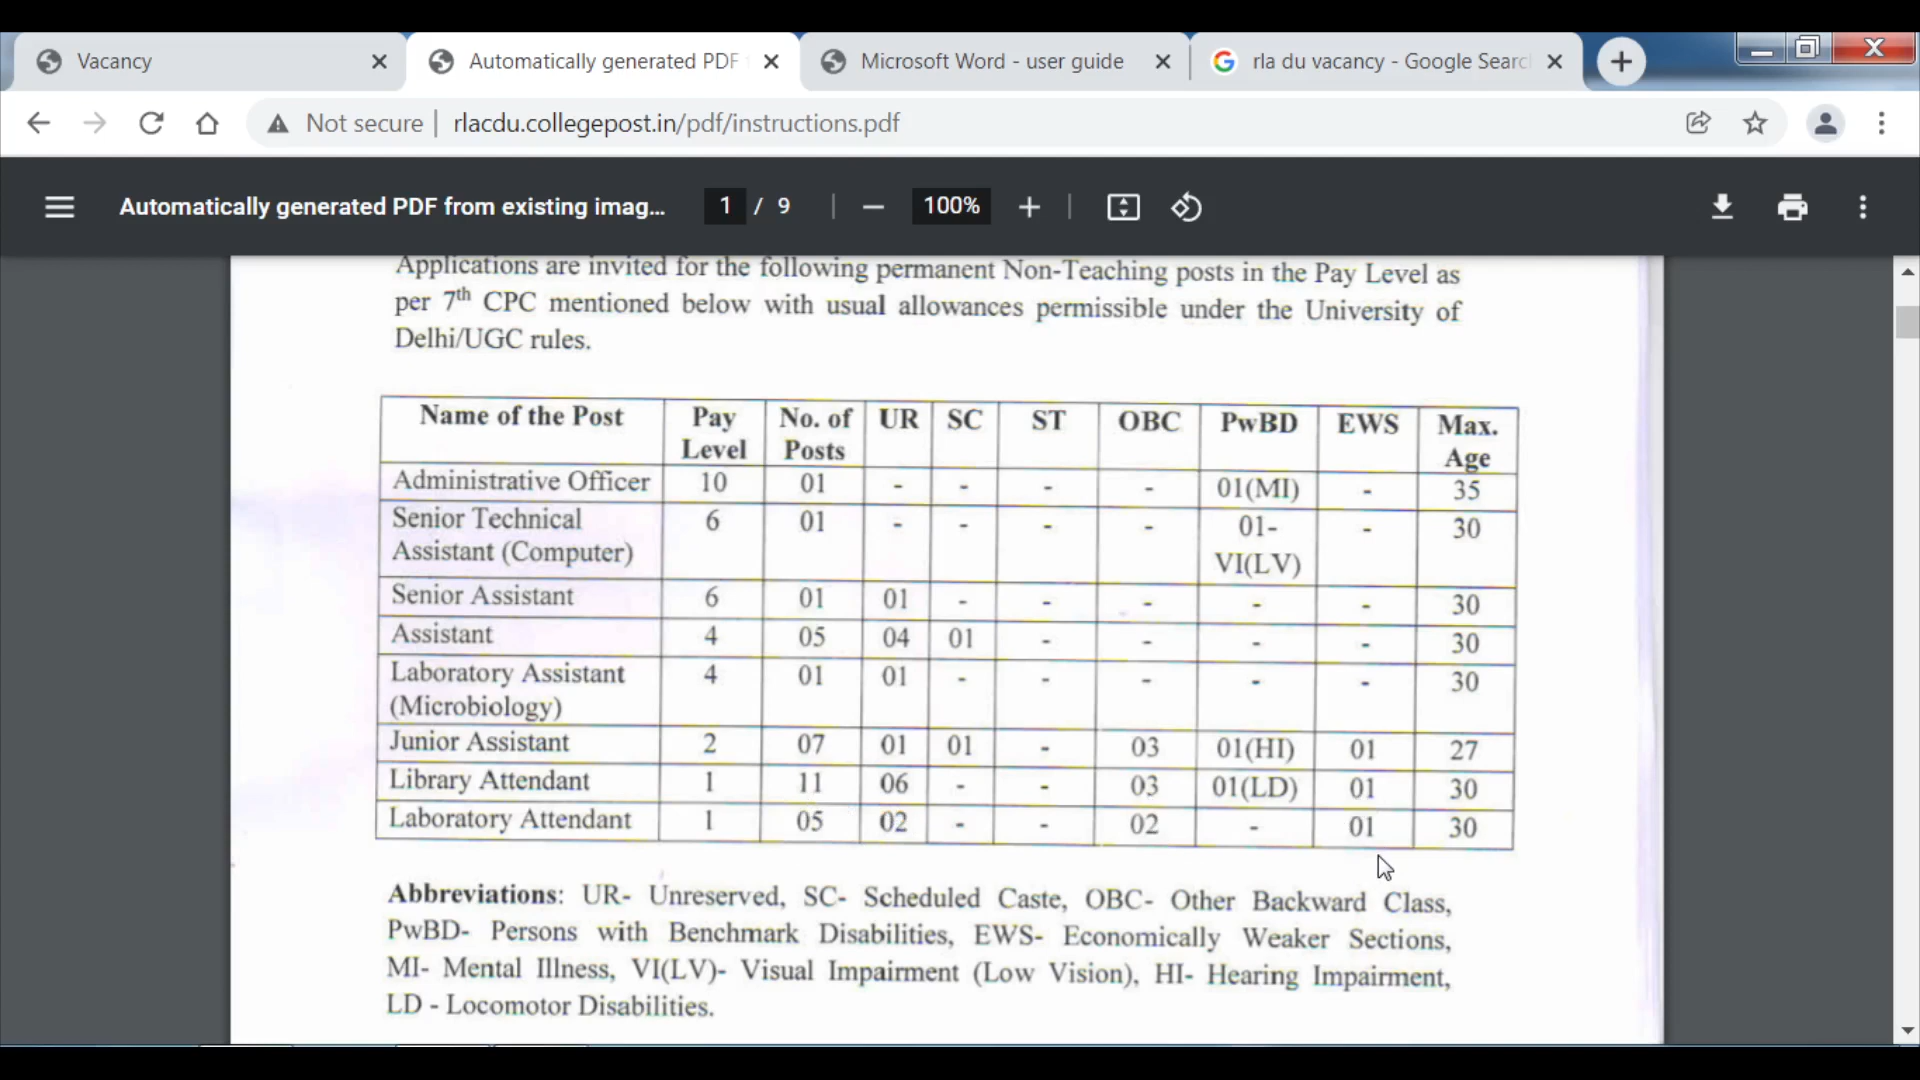 Vacancy
Automatically generated PDF
Microsoft Word - user guide
rla du vacancy - Google Searc
Not secure
rlacdu.collegepost.in/pdf/instructions.pdf
Automatically generated PDF from existing imag...
1 / 9
100%
Applications are invited for the following permanent Non-Teaching posts in the Pay Level as
per 7th CPC mentioned below with usual allowances permissible under the University of
Delhi/UGC rules.
Name of the Post Pay Level No. of Posts UR SC ST OBC PwBD EWS Max. Age
Administrative Officer 10 01 - - - - 01(MI) - 35
Senior Technical Assistant (Computer) 6 01 - - - - 01-VI(LV) - 30
Senior Assistant 6 01 01 - - - - - 30
Assistant 4 05 04 01 - - - - 30
Laboratory Assistant (Microbiology) 4 01 01 - - - - - 30
Junior Assistant 2 07 01 01 - 03 01(HI) 01 27
Library Attendant 1 11 06 - - 03 01(LD) 01 30
Laboratory Attendant 1 05 02 - - 02 - 01 30
Abbreviations: UR- Unreserved, SC- Scheduled Caste, OBC- Other Backward Class,
PwBD- Persons with Benchmark Disabilities, EWS- Economically Weaker Sections,
MI- Mental Illness, VI(LV)- Visual Impairment (Low Vision), HI- Hearing Impairment,
LD - Locomotor Disabilities.